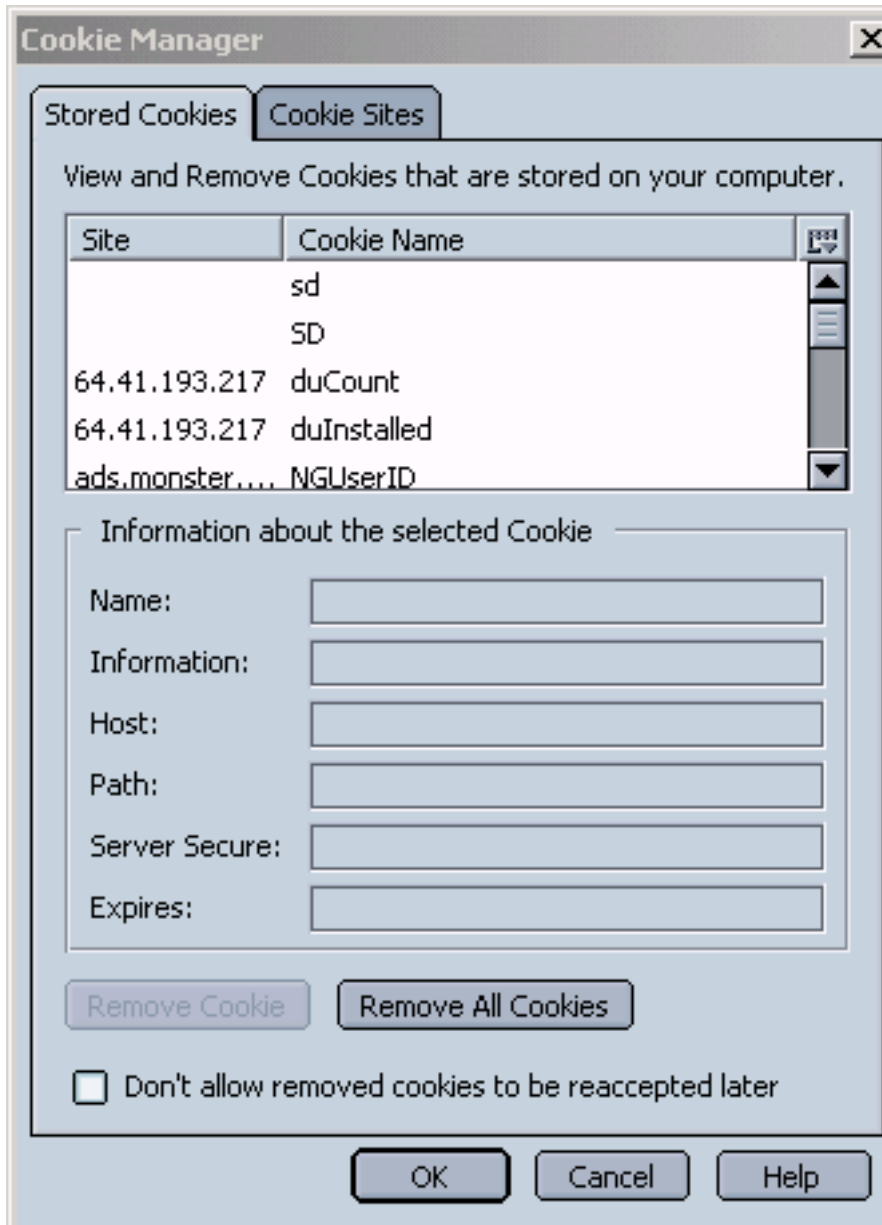 Cookie Manager
Stored Cookies Cookie Sites
View and Remove Cookies that are stored on your computer.
Site Cookie Name
sd
SD
64.41.193.217 duCount
64.41.193.217 duInstalled
ads.monster.... NGUserID
Information about the selected Cookie
Name:
Information:
Host:
Path:
Server Secure:
Expires:
Remove Cookie Remove All Cookies
Don't allow removed cookies to be reaccepted later
OK Cancel Help